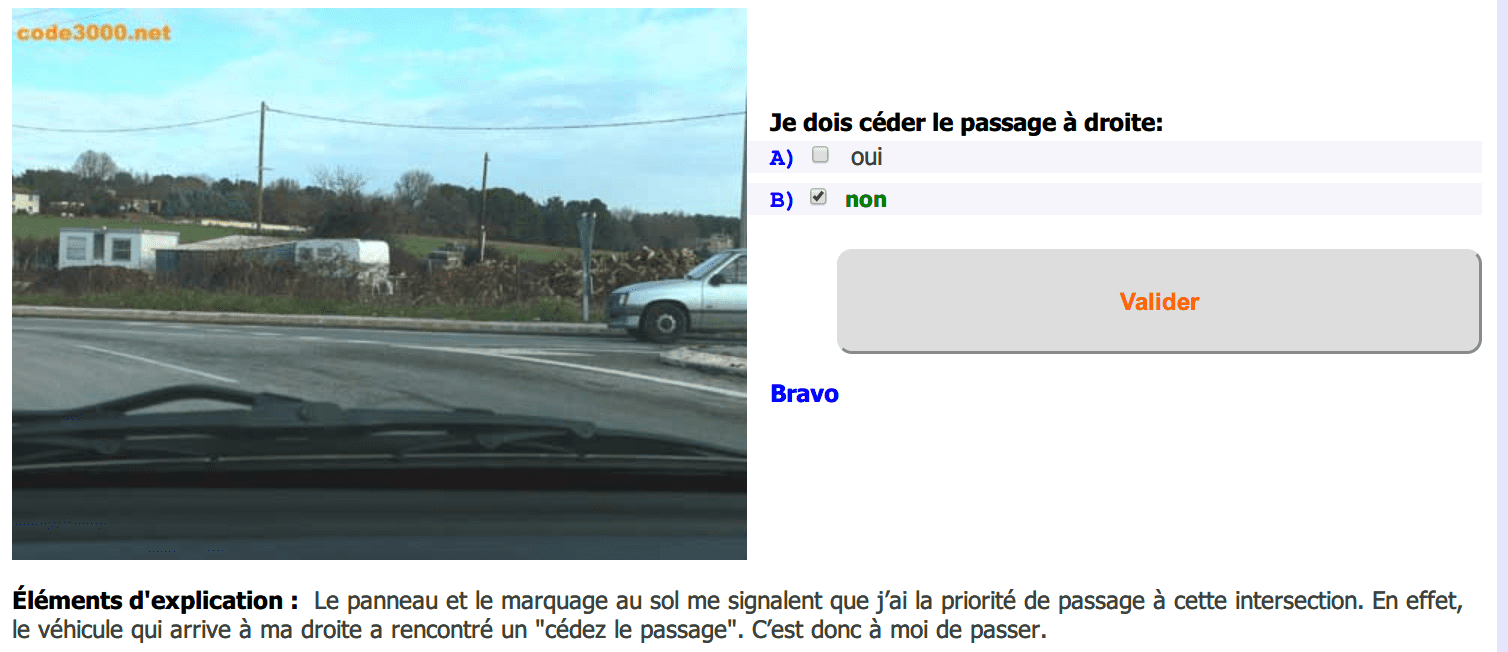 code3000.net
Je dois céder le passage à droite:
A) oui
B) non
Valider
Bravo
Éléments d'explication : Le panneau et le marquage au sol me signalent que j’ai la priorité de passage à cette intersection. En effet,
le véhicule qui arrive à ma droite a rencontré un "cédez le passage". C’est donc à moi de passer.